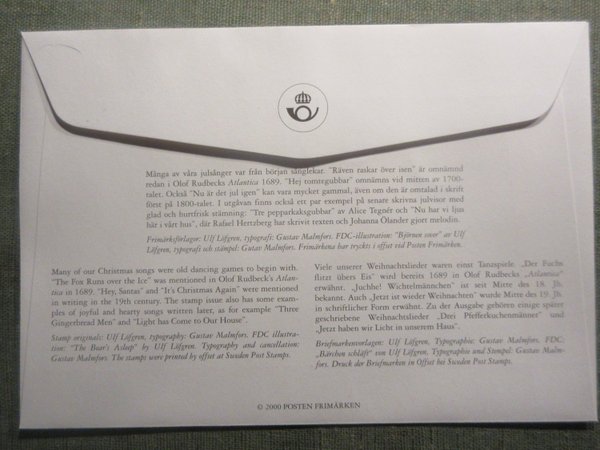 Många av våra julsånger var från början sånglekar. "Räven raskar över isen" är omnämnd
redan i Olof Rudbecks Atlantica 1689. "Hej tomtegubbar" omnämns vid mitten av 1700-
talet. Också "Nu är det jul igen" kan vara mycket gammal, även om den är omtalad i skrift
först på 1800-talet. I utgåvan finns också ett par exempel på senare skrivna julvisor med
glad och hurtfrisk stämning: "Tre pepparkaksgubbar" av Alice Tegnér och "Nu har vi ljus
här i vårt hus", där Rafael Hertzberg har skrivit texten och Johanna Ölander gjort melodin.
Frimärksförlagor: Ulf Löfgren, typografi: Gustav Malmfors. FDC-illustration: "Björnen sover" av Ulf
Löfgren, typografi och stämpel: Gutav Malmfors. Frimärkena har tryckts i offset vid Posten Frimärken.
Many of our Christmas songs were old dancing games to begin with.
"The Fox Runs over the Ice" was mentioned in Olof Rudbeck's Atlan-
tica in 1689. "Hey, Santas" and "It's Christmas Again" were mentioned
in writing in the 19th century. The stamp issue also has some exam-
ples of joyful and hearty songs written later, as for example "Three
Gingerbread Men" and "Light has Come to Our House".
Stamp originals: Ulf Löfgren, typography: Gustav Malmfors. FDC illustra-
tion: "The Bear's Asleep" by Ulf Löfgren. Typography and cancellation:
Gustav Malmfors. The stamps were printed by offset at Sweden Post Stamps.
Viele unserer Weihnachtslieder waren einst Tanzspiele. „Der Fuchs
flitzt übers Eis" wird bereits 1689 in Olof Rudbecks „Atlantica"
erwähnt. „Juchhe! Wichtelmännchen" ist seit Mitte des 18. Jh.
bekannt. Auch „Jetzt ist wieder Weihnachten" wurde Mitte des 19. Jh.
in schriftlicher Form erwähnt. Zu der Ausgabe gehören einige später
geschriebene Weihnachtslieder „Drei Pfefferkuchenmänner" und
„Jetzt haben wir Licht in unserem Haus".
Briefmarkenvorlagen: Ulf Löfgren, Typographie: Gustav Malmfors. FDC:
„Bärchen schläft" von Ulf Löfgren. Typographie und Stempel: Gustav Malm-
fors. Druck der Briefmarken in Offset bei Sweden Post Stamps.
© 2000 POSTEN FRIMÄRKEN